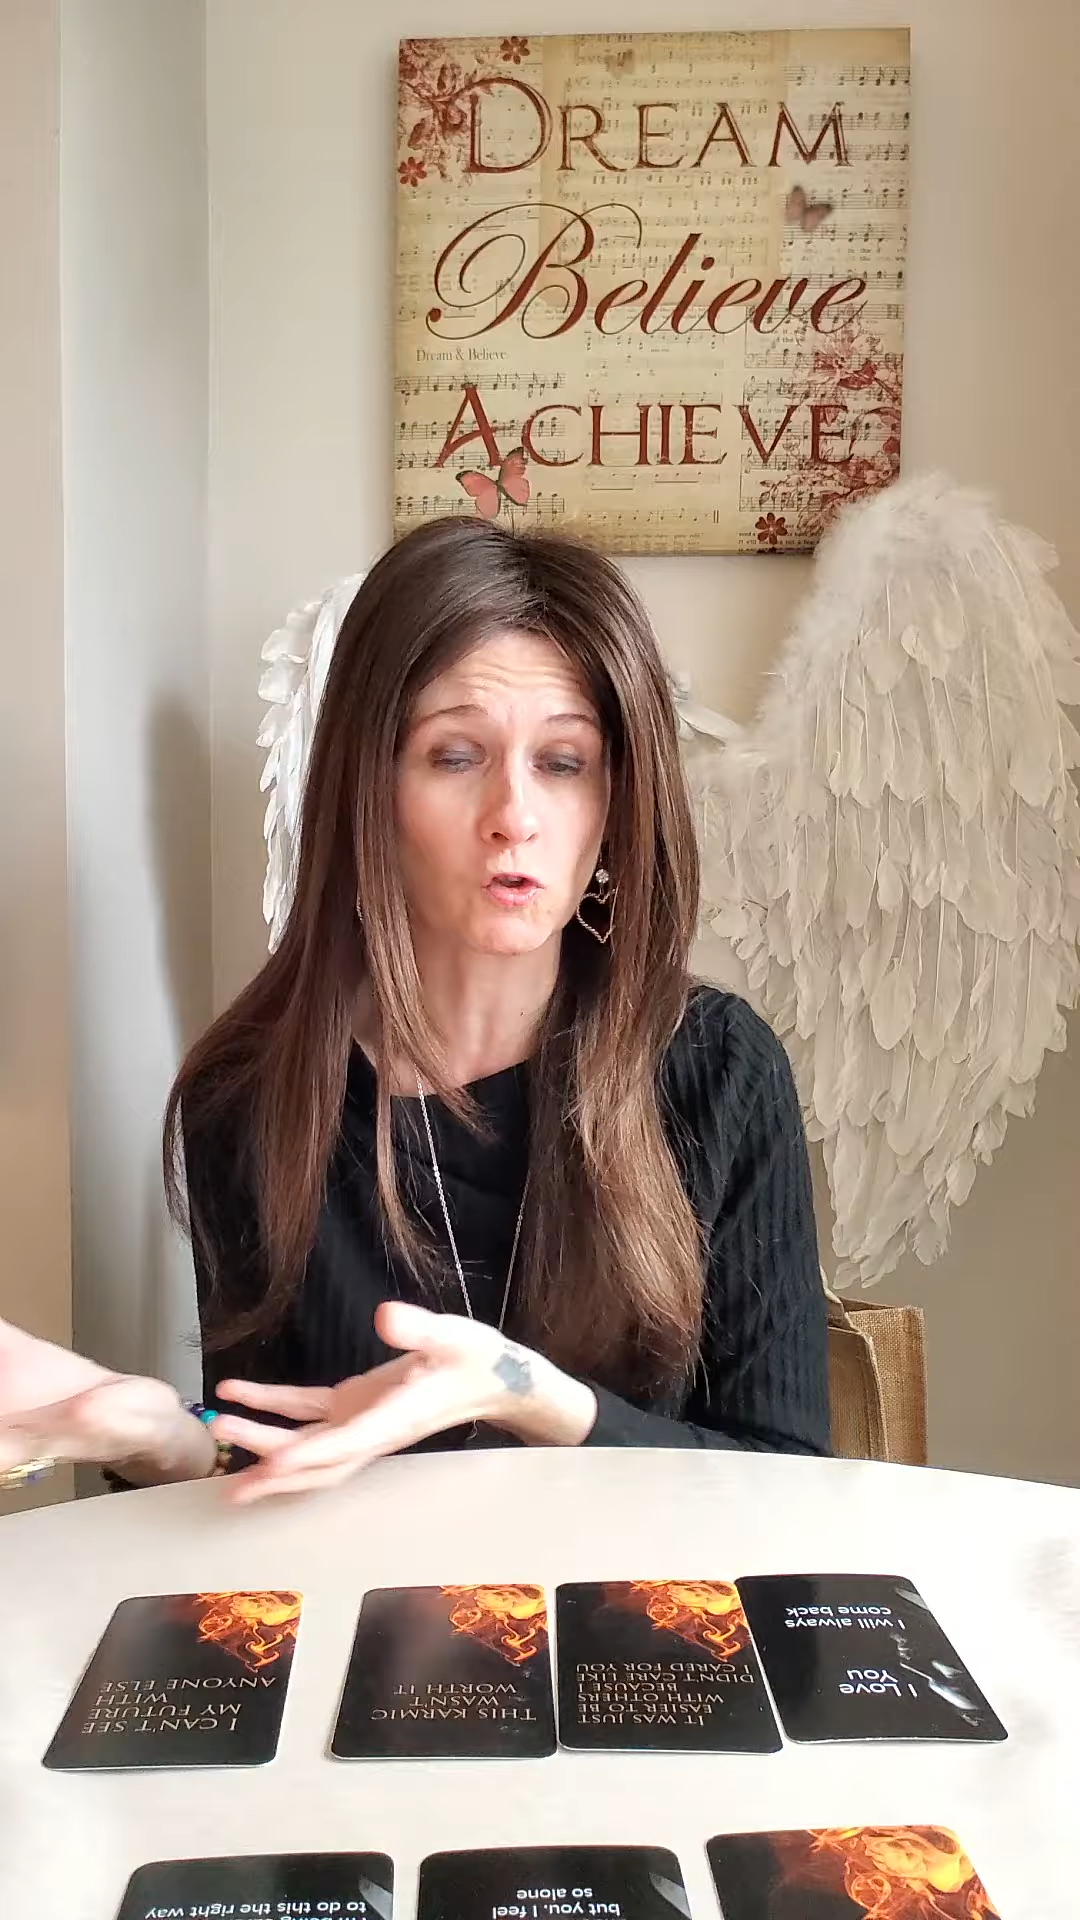 DREAM
Believe
Dream & Believe
ACHIEVE
I CAN'T SEE
MY FUTURE
WITH
ANYONE ELSE
THIS KARMIC
WASN'T
WORTH IT
IT WAS JUST
EASIER TO BE
WITH OTHERS
BECAUSE I
DIDN'T CARE LIKE
I CARED FOR YOU
I Love
You
I will always
come back
to do this the right way
but you. I feel
so alone